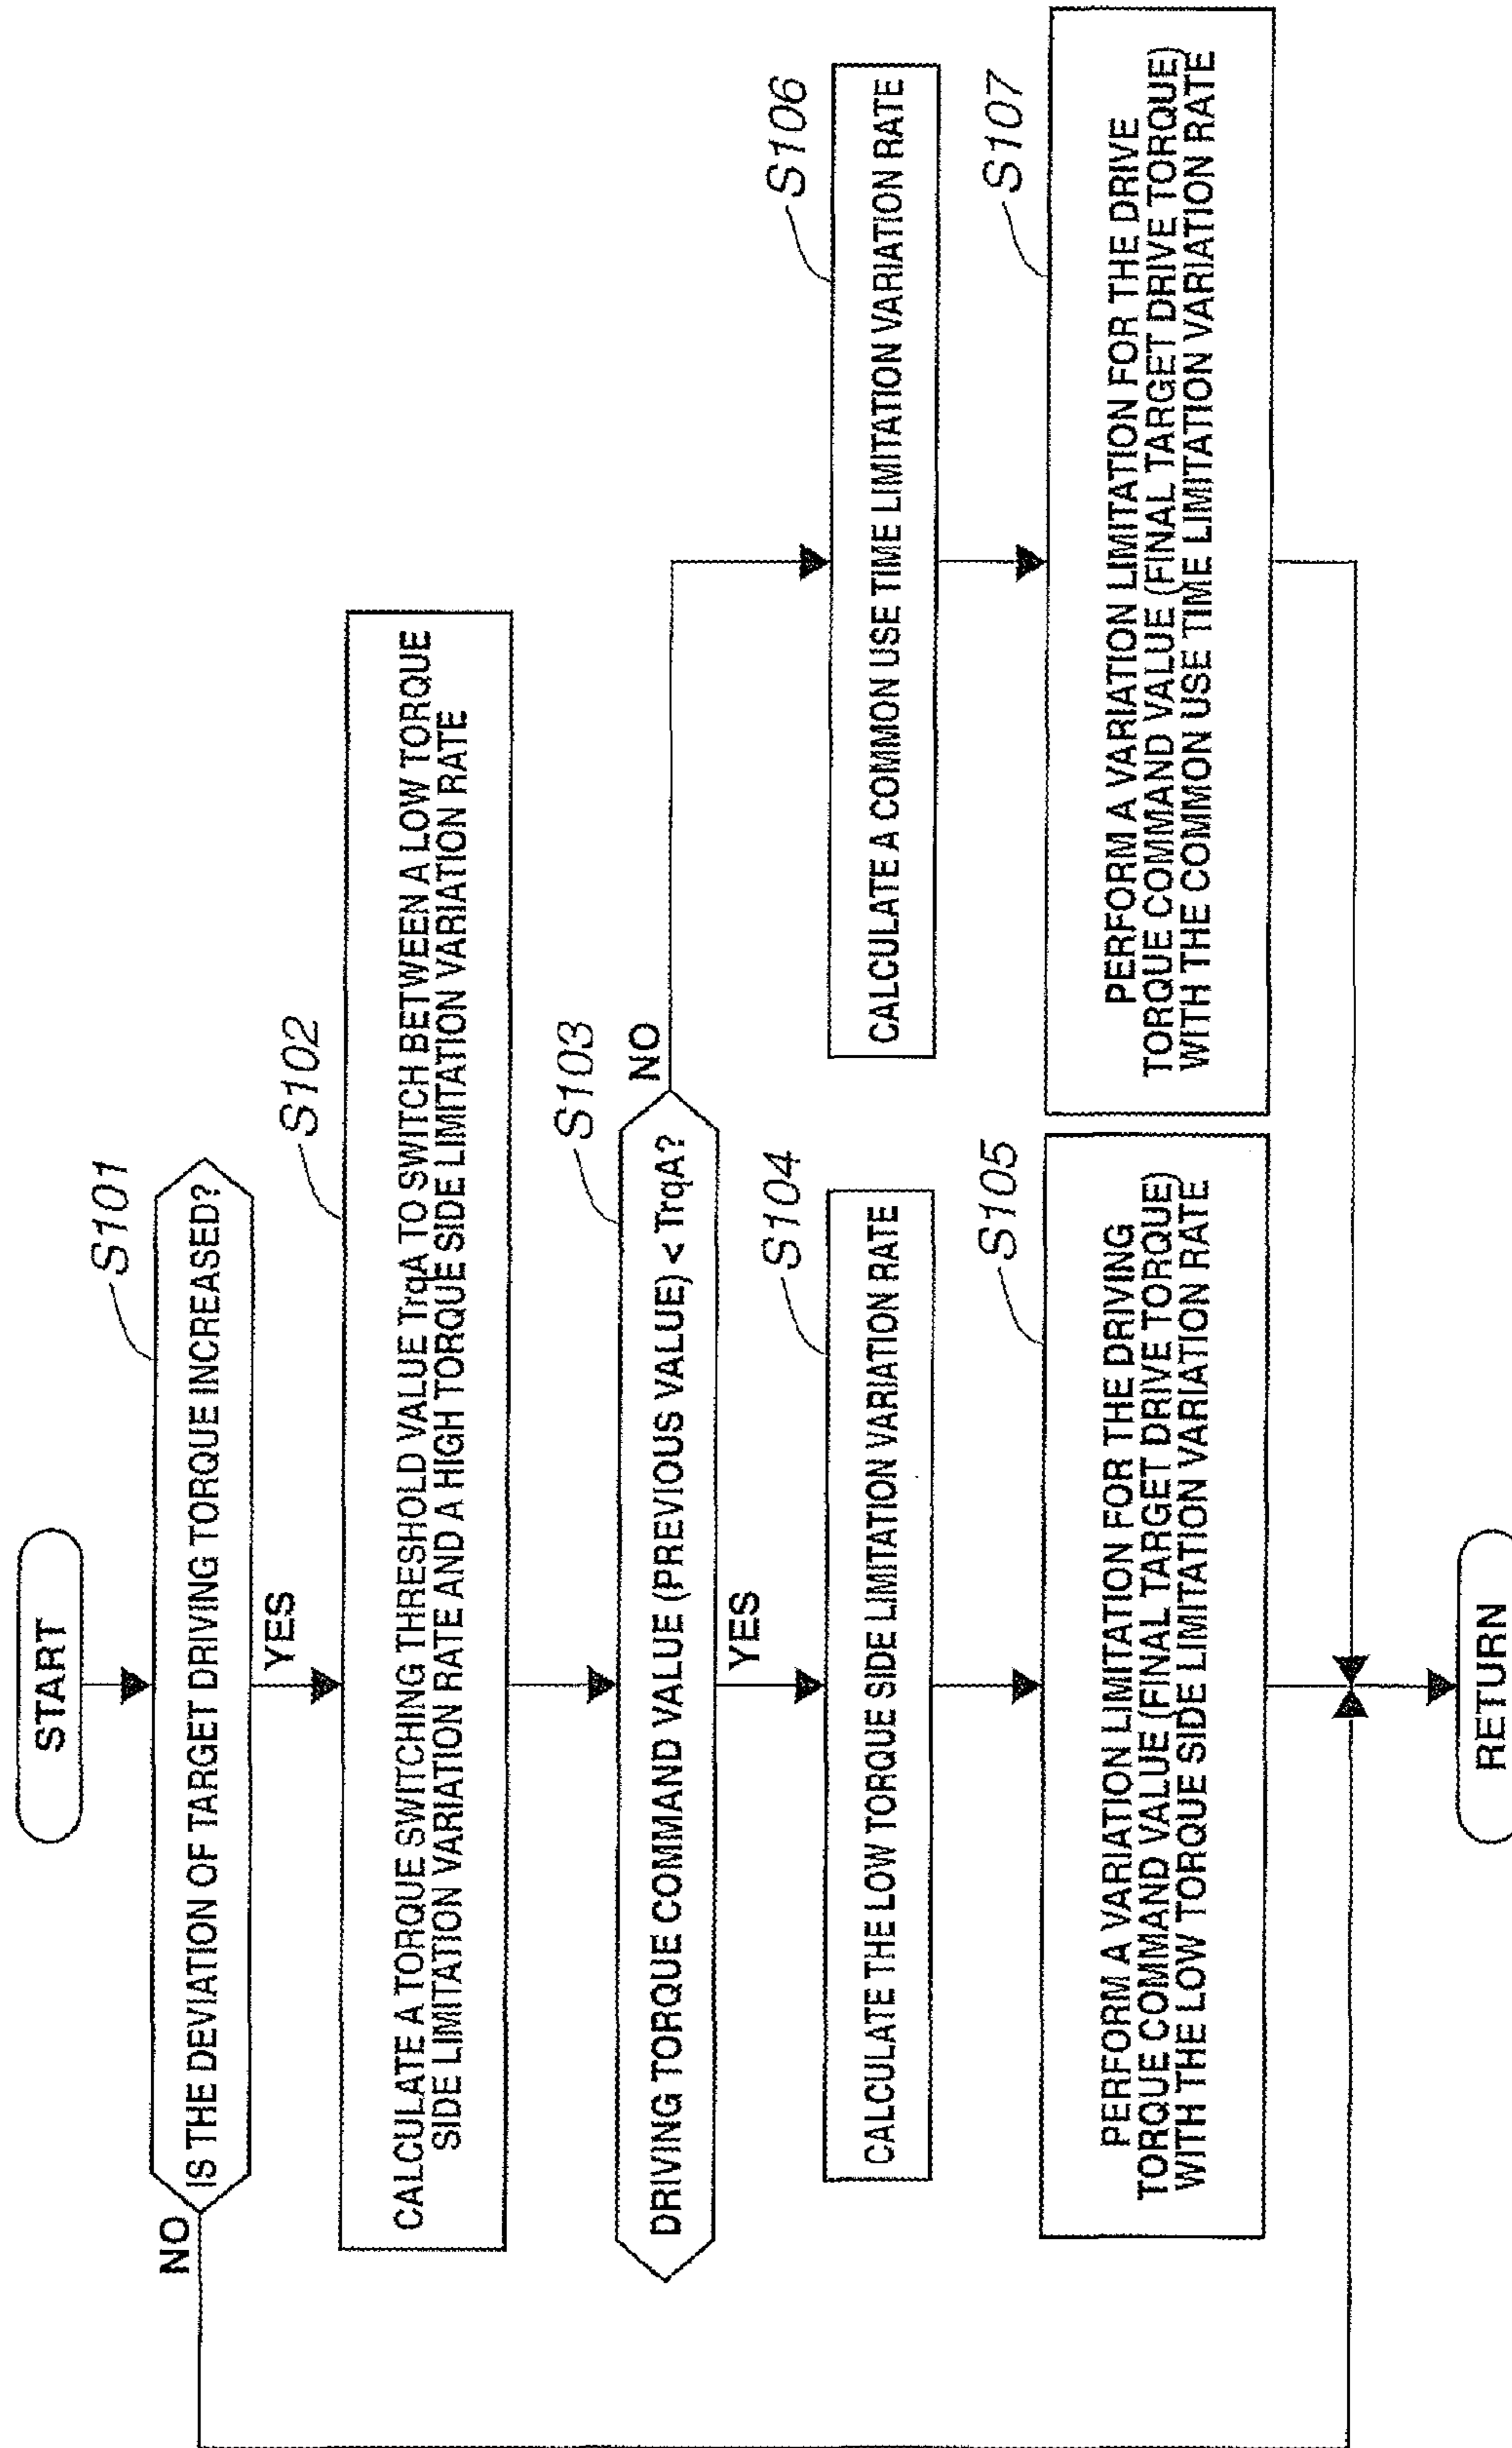 START
S101
IS THE DEVIATION OF TARGET DRIVING TORQUE INCREASED?
NO
YES
S102
CALCULATE A TORQUE SWITCHING THRESHOLD VALUE TrqA TO SWITCH BETWEEN A LOW TORQUE
SIDE LIMITATION VARIATION RATE AND A HIGH TORQUE SIDE LIMITATION VARIATION RATE
S103
DRIVING TORQUE COMMAND VALUE (PREVIOUS VALUE) < TrqA?
NO
YES
S104
CALCULATE THE LOW TORQUE SIDE LIMITATION VARIATION RATE
S106
CALCULATE A COMMON USE TIME LIMITATION VARIATION RATE
S105
PERFORM A VARIATION LIMITATION FOR THE DRIVING
TORQUE COMMAND VALUE (FINAL TARGET DRIVE TORQUE)
WITH THE LOW TORQUE SIDE LIMITATION VARIATION RATE
S107
PERFORM A VARIATION LIMITATION FOR THE DRIVE
TORQUE COMMAND VALUE (FINAL TARGET DRIVE TORQUE)
WITH THE COMMON USE TIME LIMITATION VARIATION RATE
RETURN